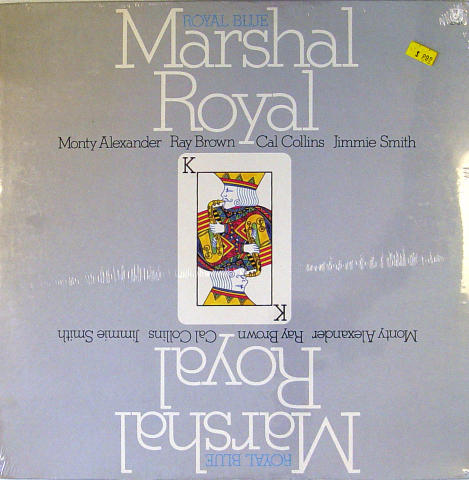 ROYAL BLUE
Marshal
Royal
Monty Alexander Ray Brown Cal Collins Jimmie Smith
K
K
Monty Alexander Ray Brown Cal Collins Jimmie Smith
Royal
Marshal
ROYAL BLUE